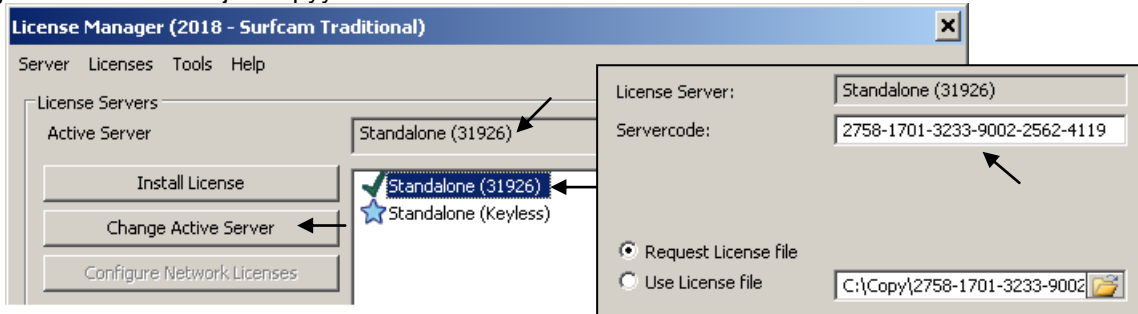 License Manager (2018 - Surfcam Traditional)
Server Licenses Tools Help
License Servers
Active Server
Standalone (31926)
Install License
Change Active Server
Configure Network Licenses
Standalone (31926)
Standalone (Keyless)
License Server:
Standalone (31926)
Servercode:
2758-1701-3233-9002-2562-4119
Request License file
Use License file
C:\Copy\2758-1701-3233-9002